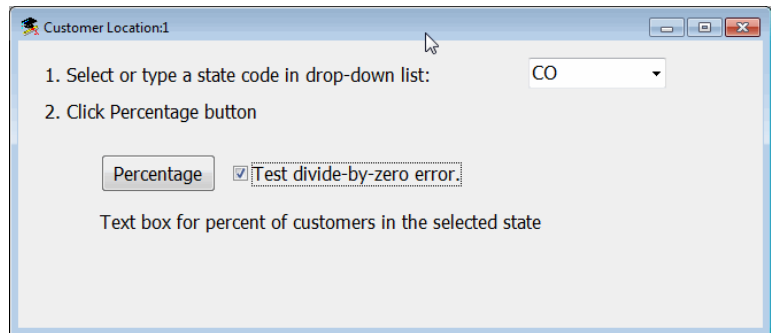 Customer Location:1
1. Select or type a state code in drop-down list: CO
2. Click Percentage button
Percentage Test divide-by-zero error.
Text box for percent of customers in the selected state